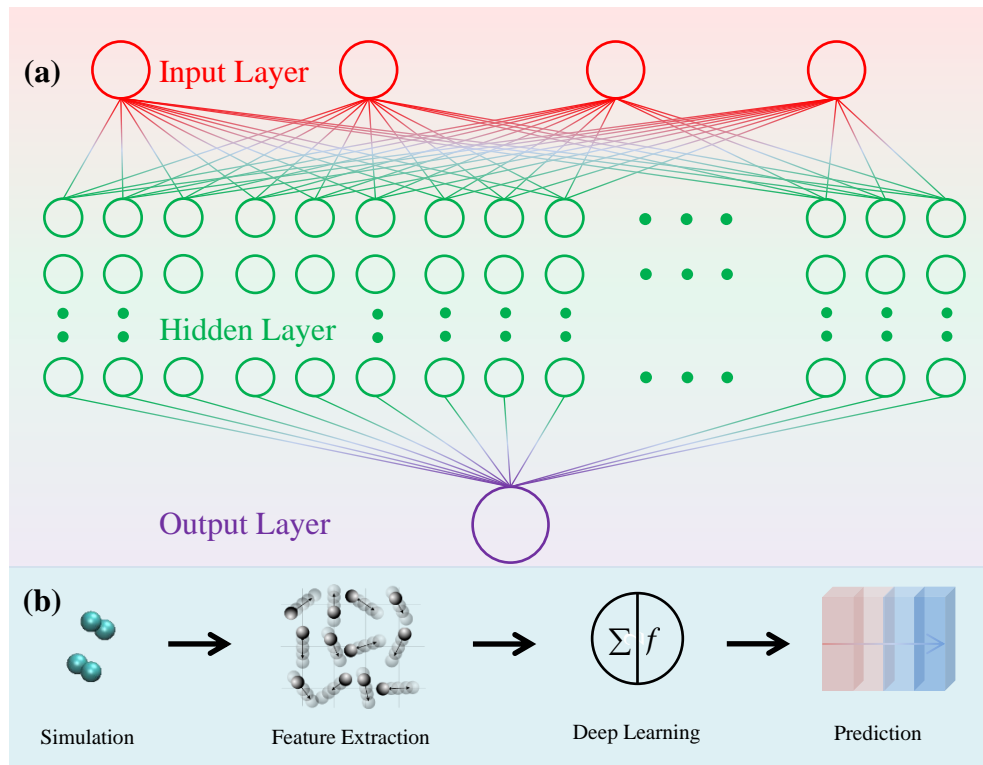 (a)
Input Layer
Hidden Layer
Output Layer
(b)
∑ f
Simulation
Feature Extraction
Deep Learning
Prediction